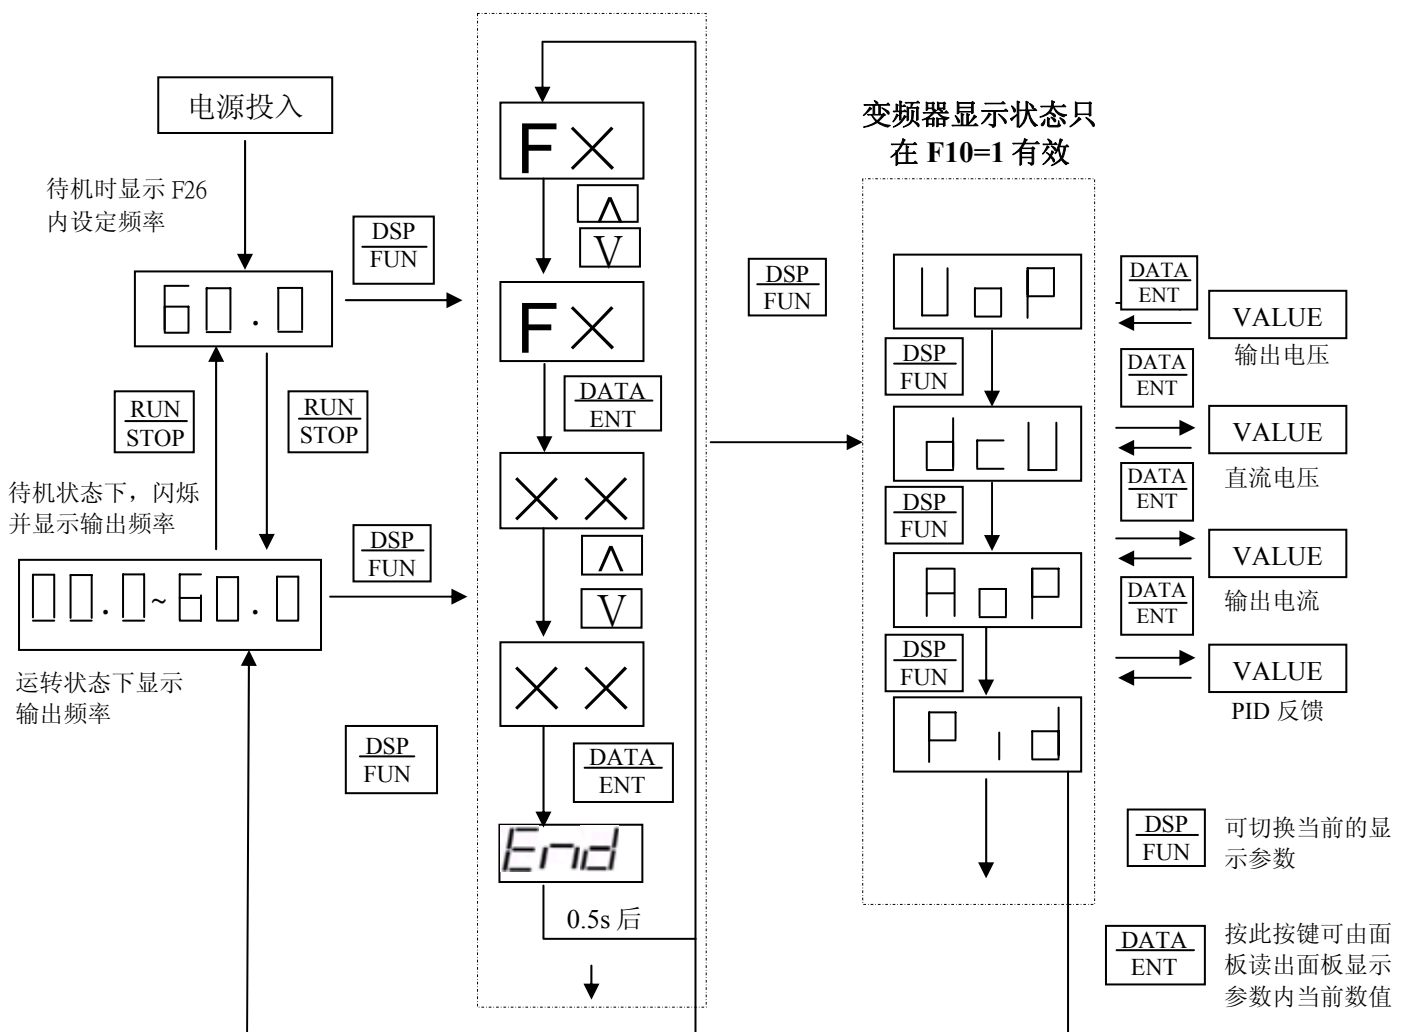 电源投入
待机时显示 F26
内设定频率
DSP
FUN
60.0
RUN
STOP
RUN
STOP
待机状态下，闪烁
并显示输出频率
DSP
FUN
00.0~60.0
运转状态下显示
输出频率
DSP
FUN
F×
∧
V
F×
DATA
ENT
××
∧
V
××
DATA
ENT
End
0.5s 后
DSP
FUN
变频器显示状态只
在 F10=1 有效
UoP
DSP
FUN
dcU
DSP
FUN
AoP
DSP
FUN
Pid
DATA
ENT
VALUE
输出电压
DATA
ENT
VALUE
直流电压
DATA
ENT
VALUE
输出电流
DATA
ENT
VALUE
PID 反馈
DSP
FUN
可切换当前的显
示参数
DATA
ENT
按此按键可由面
板读出面板显示
参数内当前数值